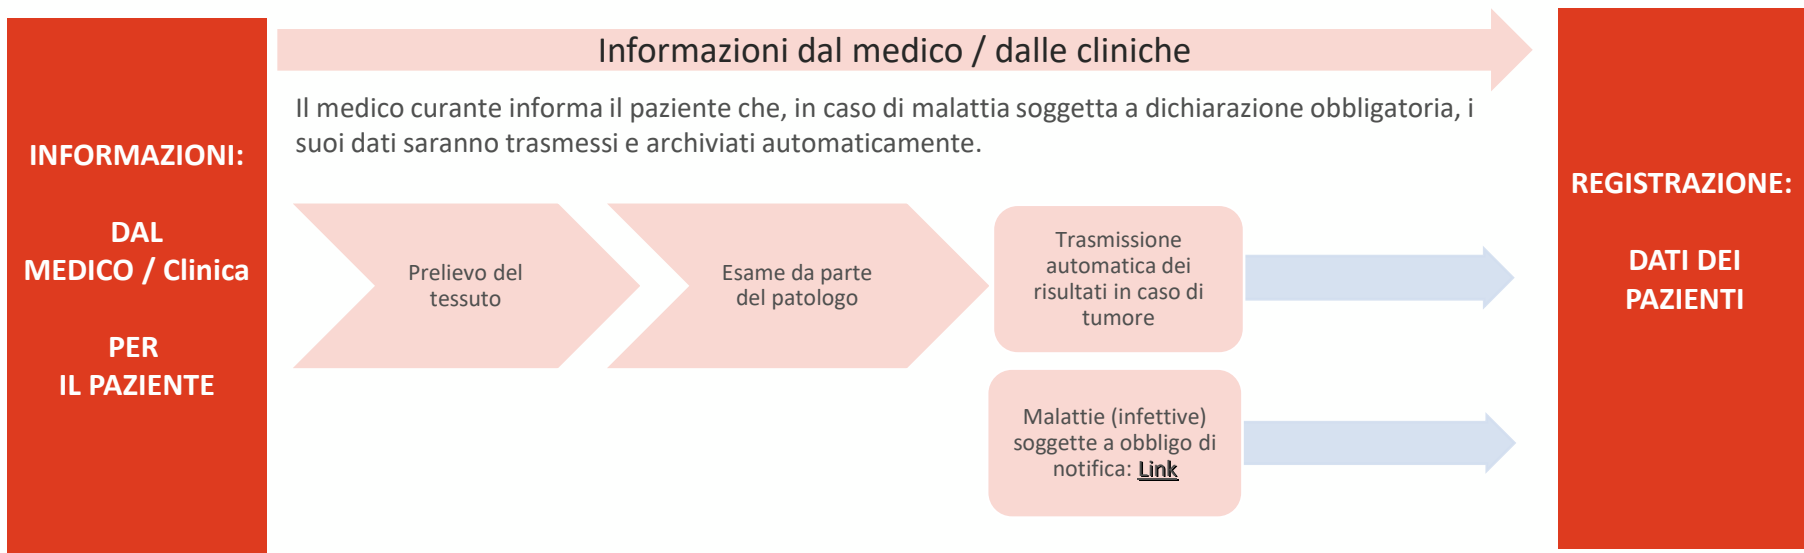 INFORMAZIONI:
DAL
MEDICO / Clinica
PER
IL PAZIENTE
Informazioni dal medico / dalle cliniche
Il medico curante informa il paziente che, in caso di malattia soggetta a dichiarazione obbligatoria, i
suoi dati saranno trasmessi e archiviati automaticamente.
Prelievo del
tessuto
Esame da parte
del patologo
Trasmissione
automatica dei
risultati in caso di
tumore
Malattie (infettive)
soggette a obbligo di
notifica: Link
REGISTRAZIONE:
DATI DEI
PAZIENTI